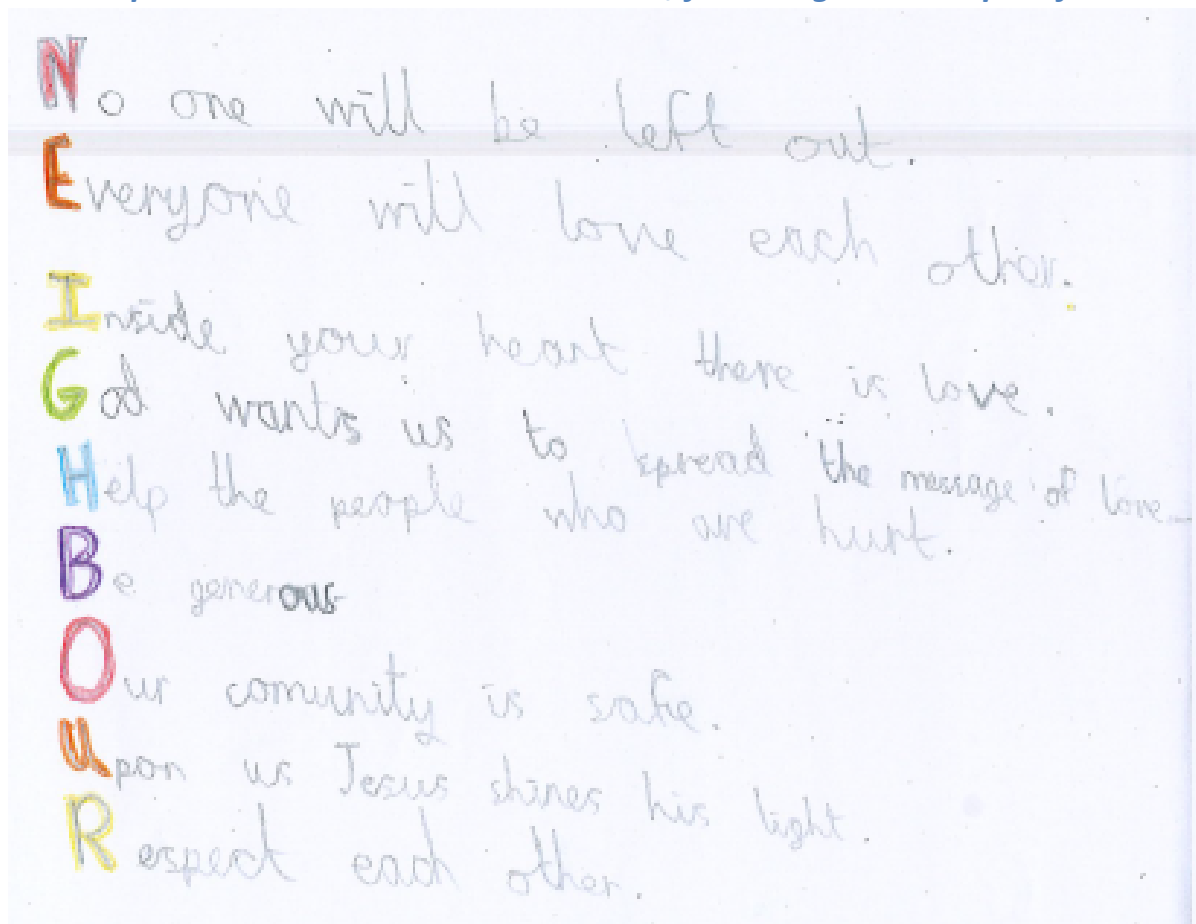 No one will be left out.
Everyone will love each other.
Inside your heart there is love.
God wants us to spread the message of love.
Help the people who are hurt.
Be generous
Our comunity is safe.
Upon us Jesus shines his light.
Respect each other.